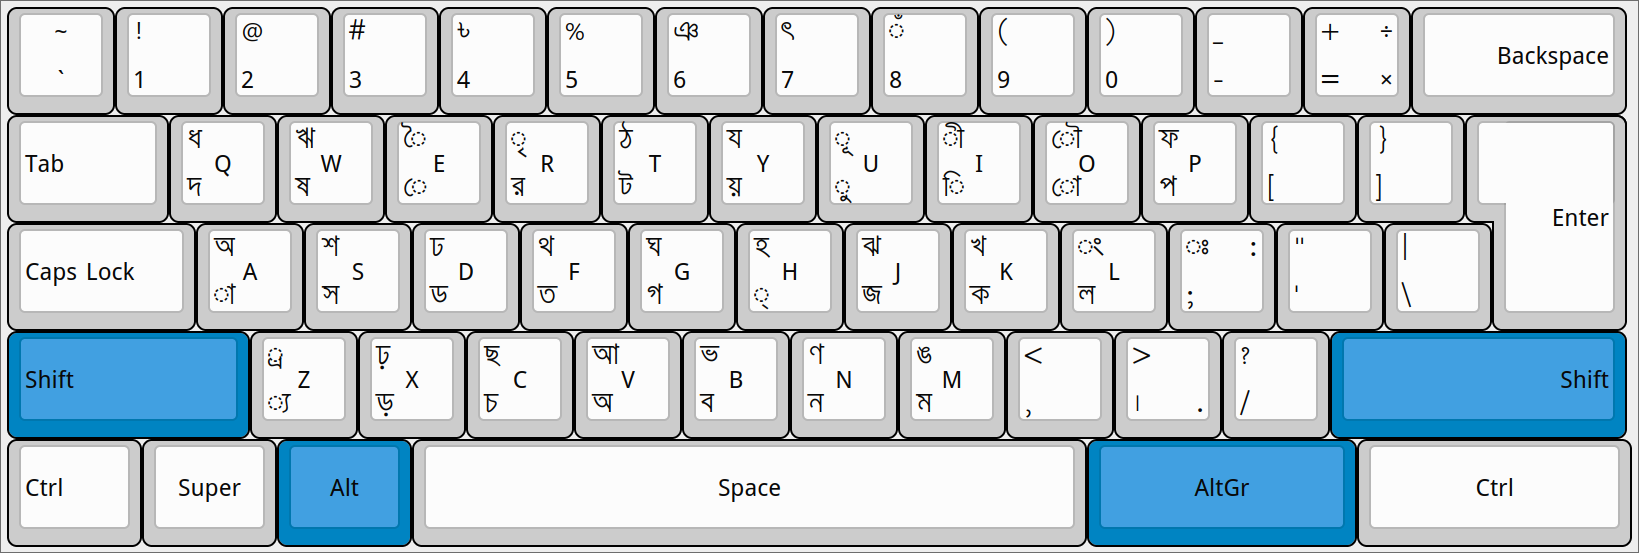 ~ ! @ # ৳ % ঞ ৎ ঁ ( ) _ + ÷ Backspace
` 1 2 3 4 5 6 7 8 9 0 - = ×
ধ ঋ ৈ ৃ ঠ য ূ ী ৌ ফ { }
Tab Q W E R T Y U I O P
দ ষ ে র ট য় ু ি ো প [ ]
Enter
অ শ ঢ থ ঘ হ ঝ খ ং ঃ : " |
Caps Lock A S D F G H J K L
া স ড ত গ ্ জ ক ল ; ' \
্র ঢ় ছ আ ভ ণ ঙ < > ?
Shift Z X C V B N M Shift
্য ড় চ অ ব ন ম , । . /
Ctrl Super Alt Space AltGr Ctrl